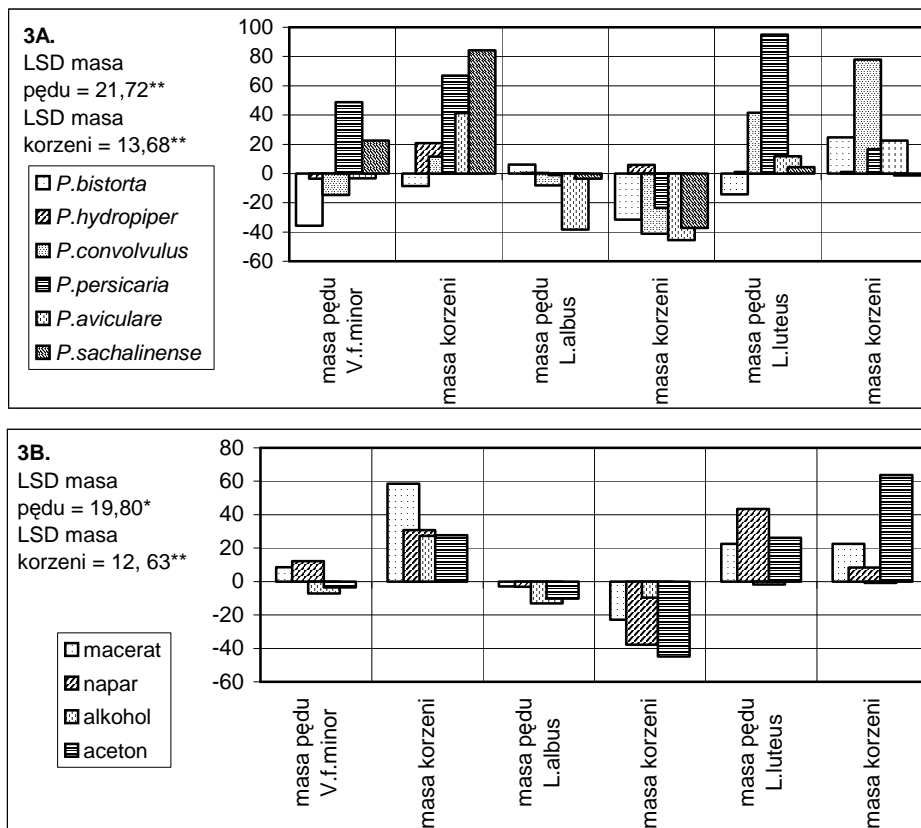 3A.
LSD masa
pędu = 21,72**
LSD masa
korzeni = 13,68**
P.bistorta
P.hydropiper
P.convolvulus
P.persicaria
P.aviculare
P.sachalinense
100
80
60
40
20
0
-20
-40
-60
masa pędu
V.f.minor
masa korzeni
masa pędu
L.albus
masa korzeni
masa pędu
L.luteus
masa korzeni
3B.
LSD masa
pędu = 19,80*
LSD masa
korzeni = 12, 63**
macerat
napar
alkohol
aceton
80
60
40
20
0
-20
-40
-60
masa pędu
V.f.minor
masa korzeni
masa pędu
L.albus
masa korzeni
masa pędu
L.luteus
masa korzeni